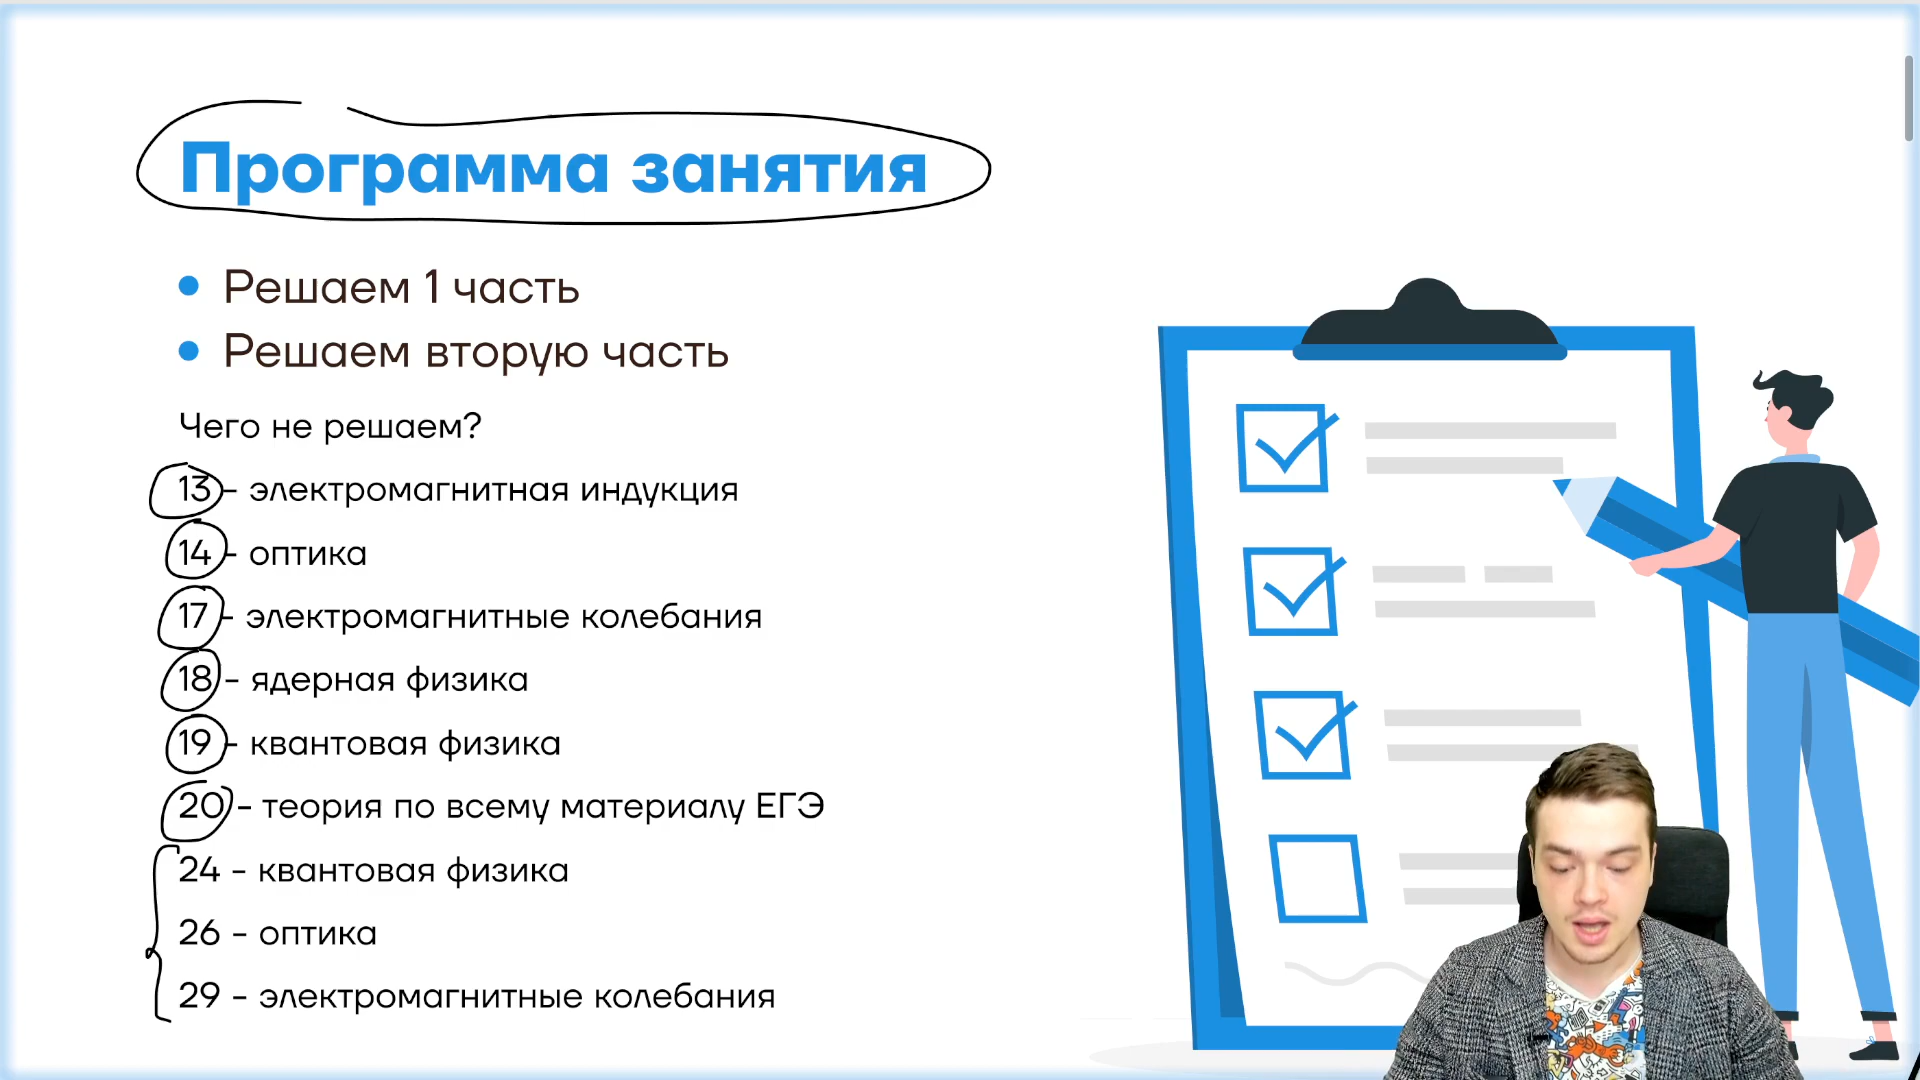 Программа занятия
Решаем 1 часть
Решаем вторую часть
Чего не решаем?
13 - электромагнитная индукция
14 - оптика
17 - электромагнитные колебания
18 - ядерная физика
19 - квантовая физика
20 - теория по всему материалу ЕГЭ
24 - квантовая физика
26 - оптика
29 - электромагнитные колебания